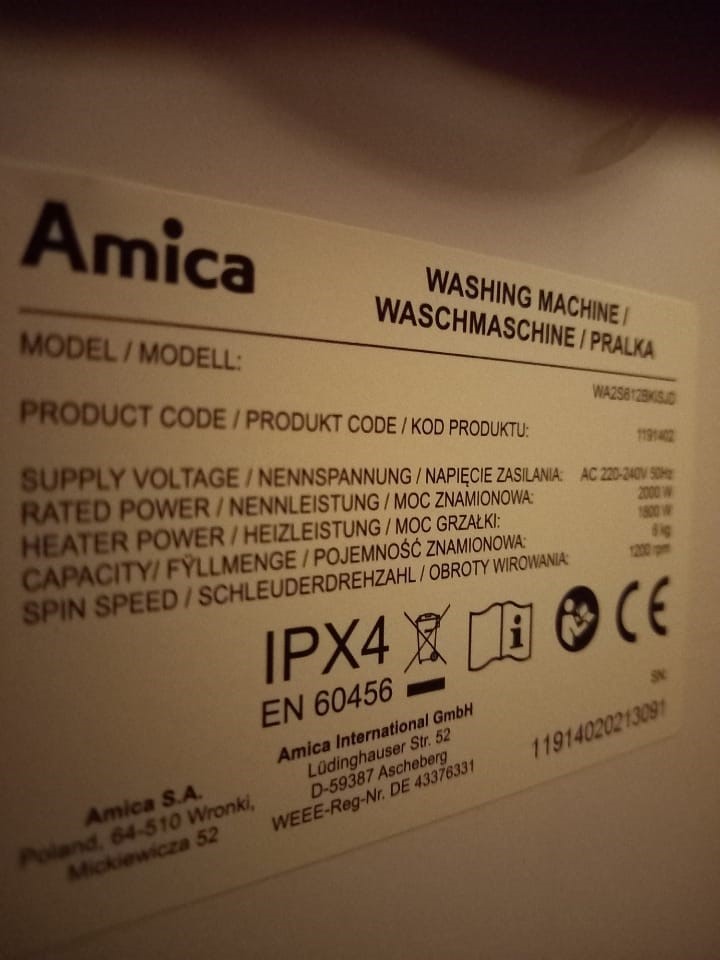 Amica
WASHING MACHINE /
WASCHMASCHINE / PRALKA
MODEL / MODELL:
PRODUCT CODE / PRODUKT CODE / KOD PRODUKTU: 1191402
SUPPLY VOLTAGE / NENNSPANNUNG / NAPIĘCIE ZASILANIA: AC 220-240V 50Hz
RATED POWER / NENNLEISTUNG / MOC ZNAMIONOWA: 2000 W
HEATER POWER / HEIZLEISTUNG / MOC GRZAŁKI: 1800 W
CAPACITY/ FŸLLMENGE / POJEMNOŚĆ ZNAMIONOWA: 6 kg
SPIN SPEED / SCHLEUDERDREHZAHL / OBROTY WIROWANIA: 1200 rpm
IPX4
i
CE
EN 60456
SN:
11914020213091
Amica International GmbH
Lüdinghauser Str. 52
D-59387 Ascheberg
WEEE-Reg-Nr. DE 43376331
Amica S.A.
Poland, 64-510 Wronki,
Mickiewicza 52